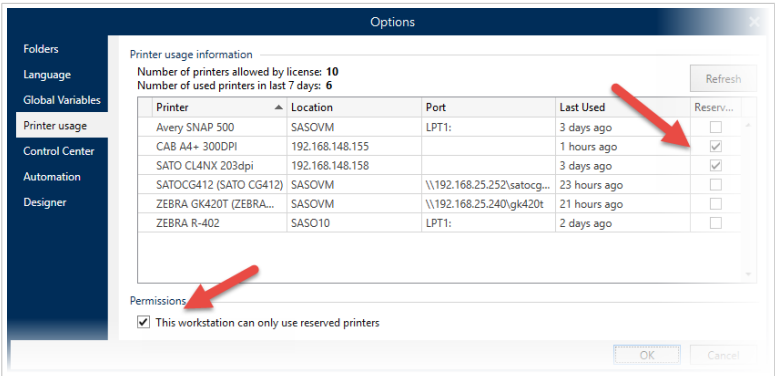 Options
Folders
Language
Global Variables
Printer usage
Control Center
Automation
Designer
Printer usage information
Number of printers allowed by license: 10
Number of used printers in last 7 days: 6
Refresh
Printer Location Port Last Used Reserv...
Avery SNAP 500 SASOVM LPT1: 3 days ago
CAB A4+ 300DPI 192.168.148.155 1 hours ago
SATO CL4NX 203dpi 192.168.148.158 3 days ago
SATOCG412 (SATO CG412) SASOVM \\192.168.25.252\satocg... 23 hours ago
ZEBRA GK420T (ZEBRA... SASOVM \\192.168.25.240\gk420t 21 hours ago
ZEBRA R-402 SASO10 LPT1: 2 days ago
Permissions
This workstation can only use reserved printers
OK Cancel